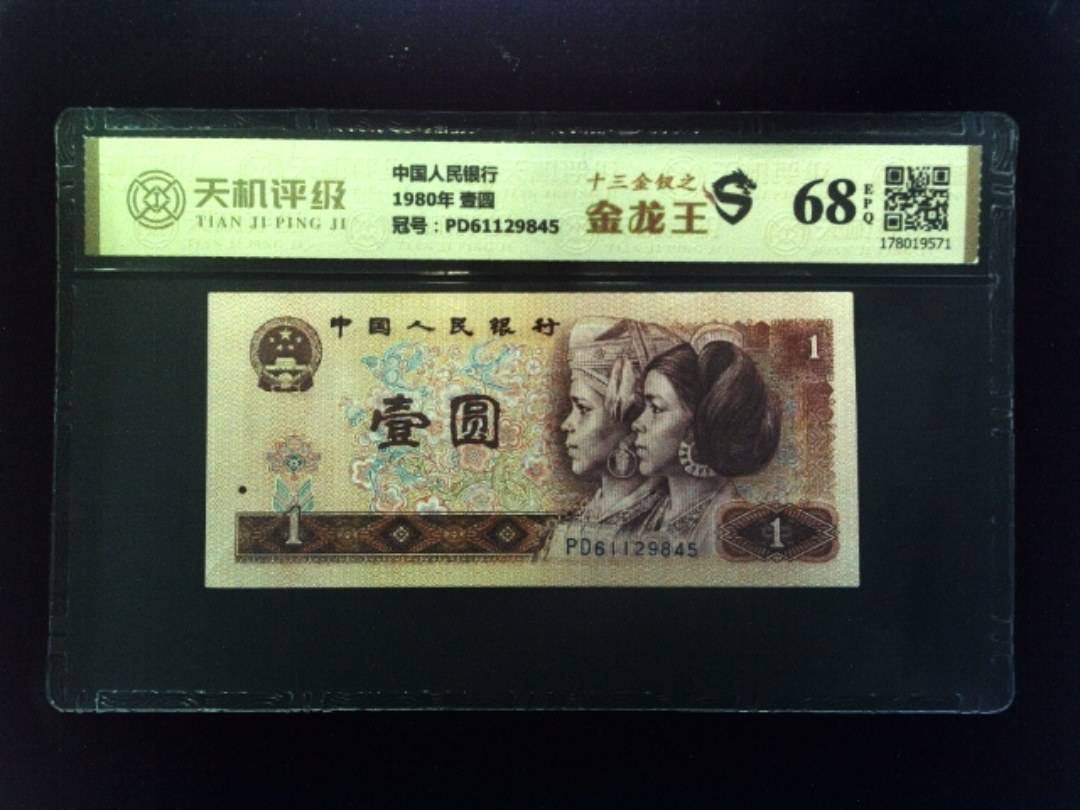 天机评级
TIAN JI PING JI
中国人民银行
1980年 壹圆
冠号：PD61129845
十三金钗之
金龙王
S
68
EPQ
178019571
中国人民银行
1
壹圆
1
PD61129845
1